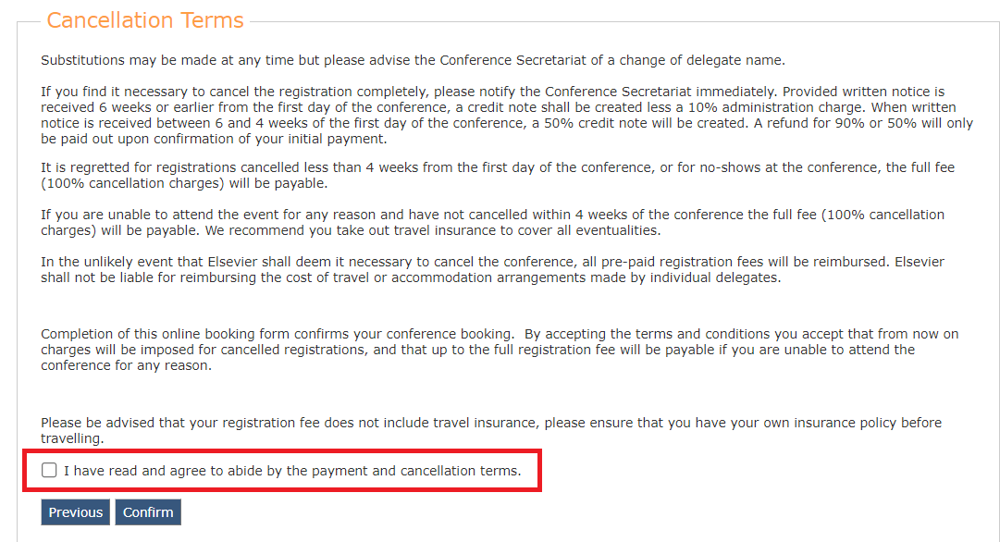 Cancellation Terms
Substitutions may be made at any time but please advise the Conference Secretariat of a change of delegate name.
If you find it necessary to cancel the registration completely, please notify the Conference Secretariat immediately. Provided written notice is
received 6 weeks or earlier from the first day of the conference, a credit note shall be created less a 10% administration charge. When written
notice is received between 6 and 4 weeks of the first day of the conference, a 50% credit note will be created. A refund for 90% or 50% will only
be paid out upon confirmation of your initial payment.
It is regretted for registrations cancelled less than 4 weeks from the first day of the conference, or for no-shows at the conference, the full fee
(100% cancellation charges) will be payable.
If you are unable to attend the event for any reason and have not cancelled within 4 weeks of the conference the full fee (100% cancellation
charges) will be payable. We recommend you take out travel insurance to cover all eventualities.
In the unlikely event that Elsevier shall deem it necessary to cancel the conference, all pre-paid registration fees will be reimbursed. Elsevier
shall not be liable for reimbursing the cost of travel or accommodation arrangements made by individual delegates.
Completion of this online booking form confirms your conference booking.  By accepting the terms and conditions you accept that from now on
charges will be imposed for cancelled registrations, and that up to the full registration fee will be payable if you are unable to attend the
conference for any reason.
Please be advised that your registration fee does not include travel insurance, please ensure that you have your own insurance policy before
travelling.
I have read and agree to abide by the payment and cancellation terms.
Previous Confirm